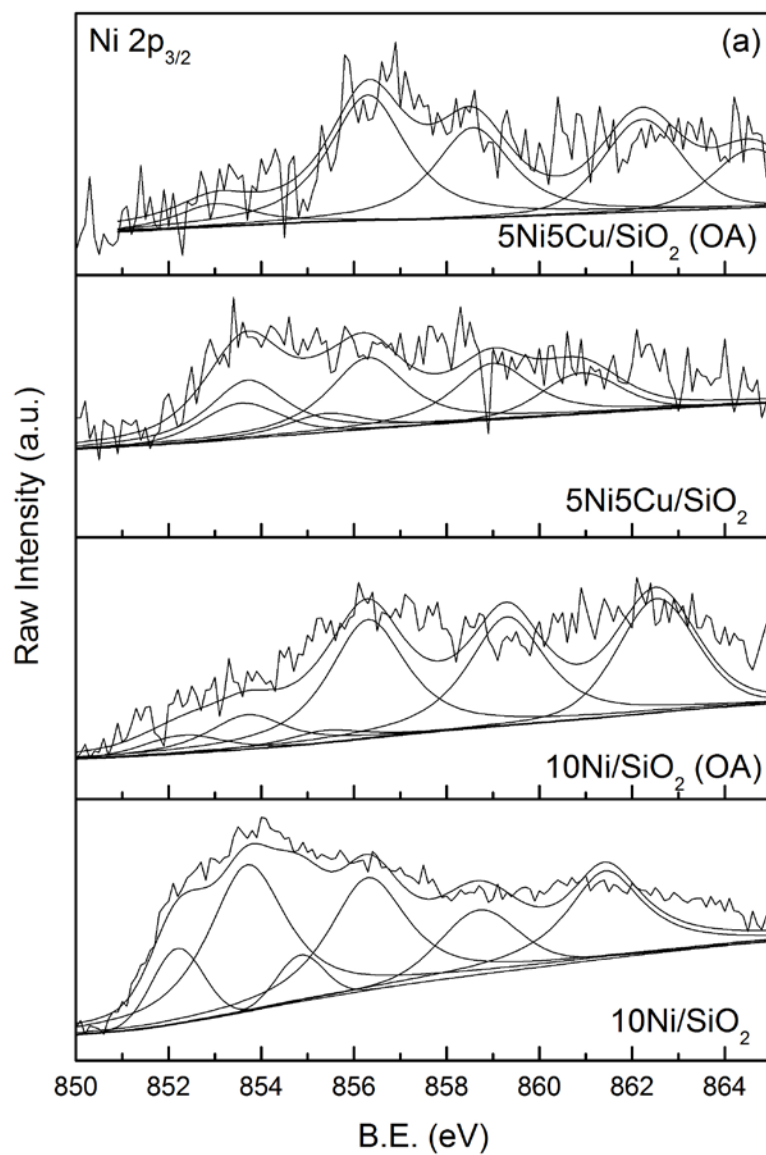 Ni 2p₃/₂
(a)
5Ni5Cu/SiO₂ (OA)
5Ni5Cu/SiO₂
10Ni/SiO₂ (OA)
10Ni/SiO₂
Raw Intensity (a.u.)
850 852 854 856 858 860 862 864
B.E. (eV)